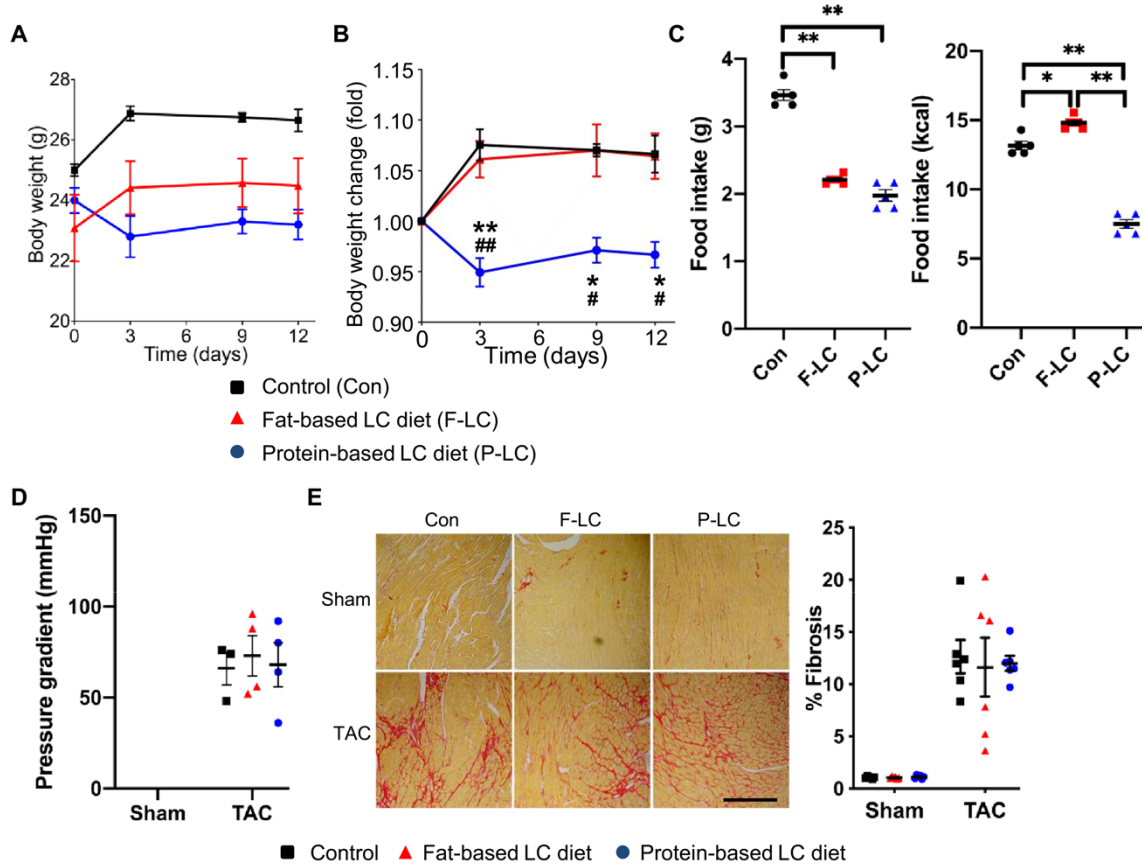 A
Body weight (g)
28
26
24
22
20
0
3
6
9
12
Time (days)
B
Body weight change (fold)
1.10
1.05
1.00
0.95
0.90
**
##
*
#
*
#
0
3
6
9
12
Time (days)
C
Food intake (g)
4
3
2
1
0
**
**
Con
F-LC
P-LC
Food intake (kcal)
20
15
10
5
0
**
*
**
Con
F-LC
P-LC
Control (Con)
Fat-based LC diet (F-LC)
Protein-based LC diet (P-LC)
D
Pressure gradient (mmHg)
150
100
50
0
Sham
TAC
E
Con
F-LC
P-LC
Sham
TAC
% Fibrosis
25
20
15
10
5
0
Sham
TAC
Control
Fat-based LC diet
Protein-based LC diet